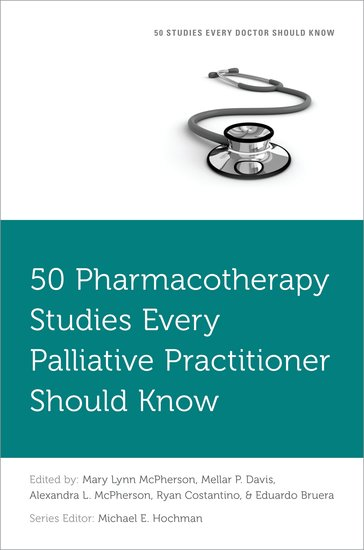 50 STUDIES EVERY DOCTOR SHOULD KNOW
50 Pharmacotherapy
Studies Every
Palliative Practitioner
Should Know
Edited by: Mary Lynn McPherson, Mellar P. Davis,
Alexandra L. McPherson, Ryan Costantino, & Eduardo Bruera
Series Editor: Michael E. Hochman